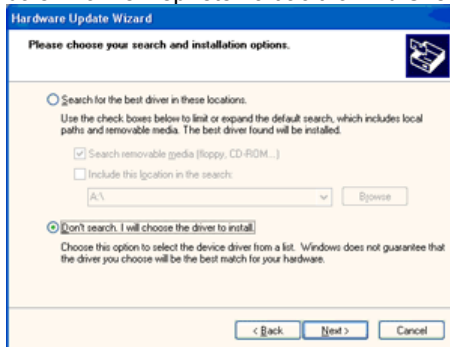 Hardware Update Wizard
Please choose your search and installation options.
Search for the best driver in these locations.
Use the check boxes below to limit or expand the default search, which includes local
paths and removable media. The best driver found will be installed.
Search removable media (floppy, CD-ROM...)
Include this location in the search:
A:\
Browse
Don't search. I will choose the driver to install.
Choose this option to select the device driver from a list. Windows does not guarantee that
the driver you choose will be the best match for your hardware.
< Back Next > Cancel